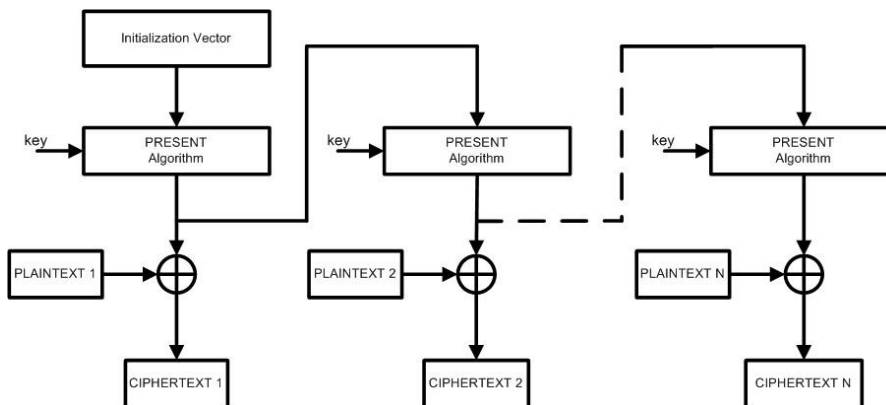 Initialization Vector
key
PRESENT
Algorithm
key
PRESENT
Algorithm
key
PRESENT
Algorithm
PLAINTEXT 1
PLAINTEXT 2
PLAINTEXT N
CIPHERTEXT 1
CIPHERTEXT 2
CIPHERTEXT N